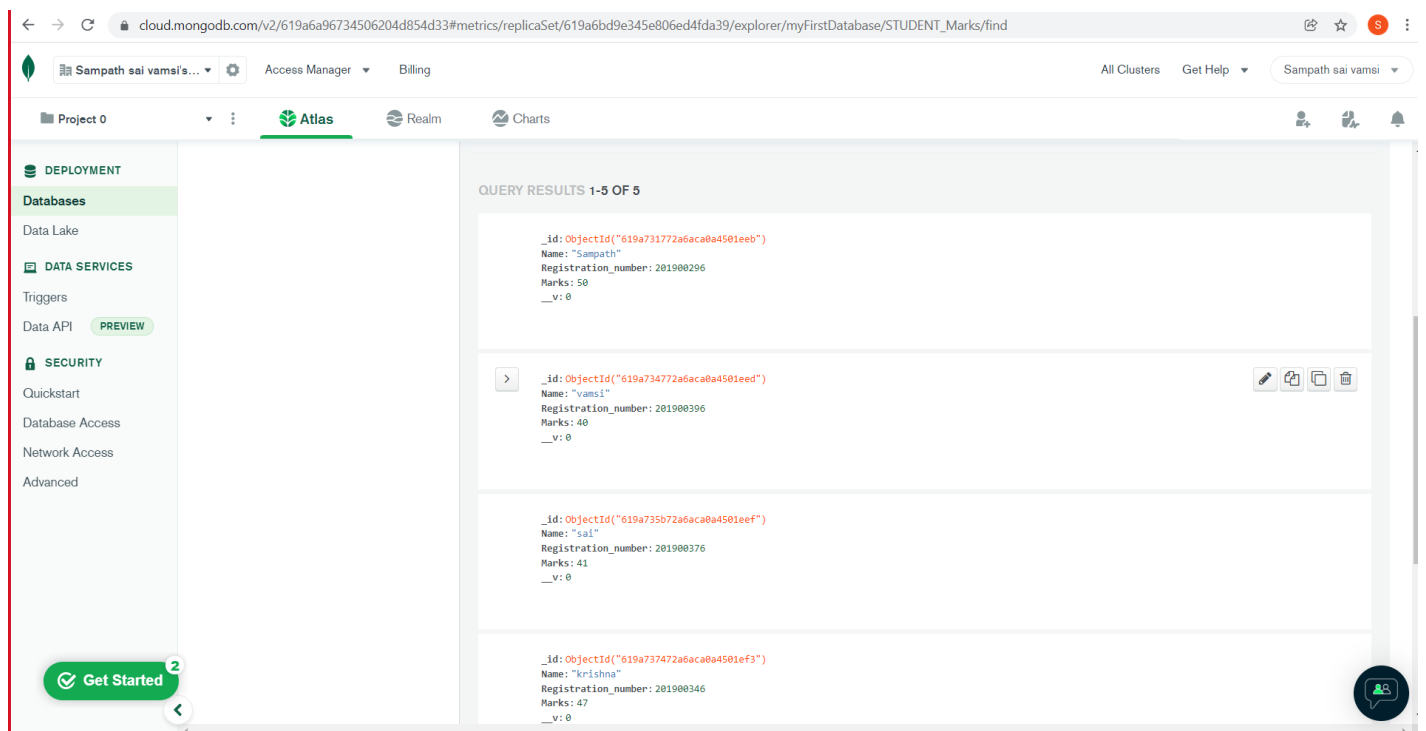 cloud.mongodb.com/v2/619a6a96734506204d854d33#metrics/replicaSet/619a6bd9e345e806ed4fda39/explorer/myFirstDatabase/STUDENT_Marks/find S
Sampath sai vamsi's... Access Manager Billing All Clusters Get Help Sampath sai vamsi
Project 0 Atlas Realm Charts
DEPLOYMENT
Databases
Data Lake
DATA SERVICES
Triggers
Data API PREVIEW
SECURITY
Quickstart
Database Access
Network Access
Advanced
Get Started 2
QUERY RESULTS 1-5 OF 5
_id: ObjectId("619a731772a6aca0a4501eeb")
Name: "Sampath"
Registration_number: 201900296
Marks: 50
__v: 0
_id: ObjectId("619a734772a6aca0a4501eed")
Name: "vamsi"
Registration_number: 201900396
Marks: 40
__v: 0
_id: ObjectId("619a735b72a6aca0a4501eef")
Name: "sai"
Registration_number: 201900376
Marks: 41
__v: 0
_id: ObjectId("619a737472a6aca0a4501ef3")
Name: "krishna"
Registration_number: 201900346
Marks: 47
__v: 0